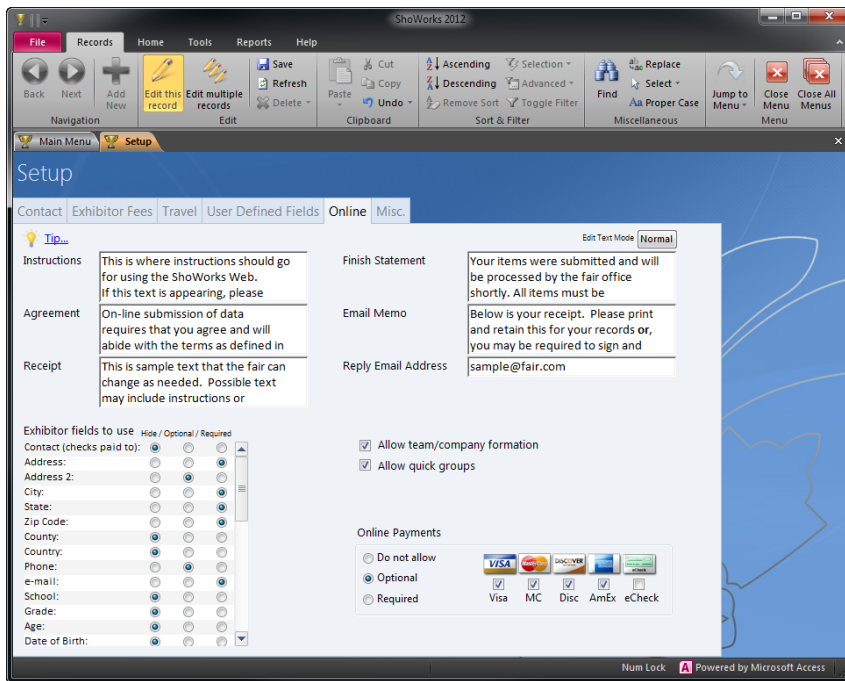 ShoWorks 2012
File Records Home Tools Reports Help
Back Next Add New Edit this record Edit multiple records Save Refresh Delete Paste Cut Copy Undo Ascending Descending Remove Sort Selection Advanced Toggle Filter Find Replace Select Aa Proper Case Jump to Menu Close Menu Close All Menus
Navigation Edit Clipboard Sort & Filter Miscellaneous Menu
Main Menu Setup
Setup
Contact Exhibitor Fees Travel User Defined Fields Online Misc.
Tip...
Edit Text Mode Normal
Instructions
This is where instructions should go
for using the ShoWorks Web.
If this text is appearing, please
Finish Statement
Your items were submitted and will
be processed by the fair office
shortly. All items must be
Agreement
On-line submission of data
requires that you agree and will
abide with the terms as defined in
Email Memo
Below is your receipt. Please print
and retain this for your records or,
you may be required to sign and
Receipt
This is sample text that the fair can
change as needed. Possible text
may include instructions or
Reply Email Address
sample@fair.com
Exhibitor fields to use Hide / Optional / Required
Contact (checks paid to):
Address:
Address 2:
City:
State:
Zip Code:
County:
Country:
Phone:
e-mail:
School:
Grade:
Age:
Date of Birth:
Allow team/company formation
Allow quick groups
Online Payments
Do not allow
Optional
Required
VISA MasterCard DISCOVER
Visa MC Disc AmEx eCheck
Num Lock A Powered by Microsoft Access